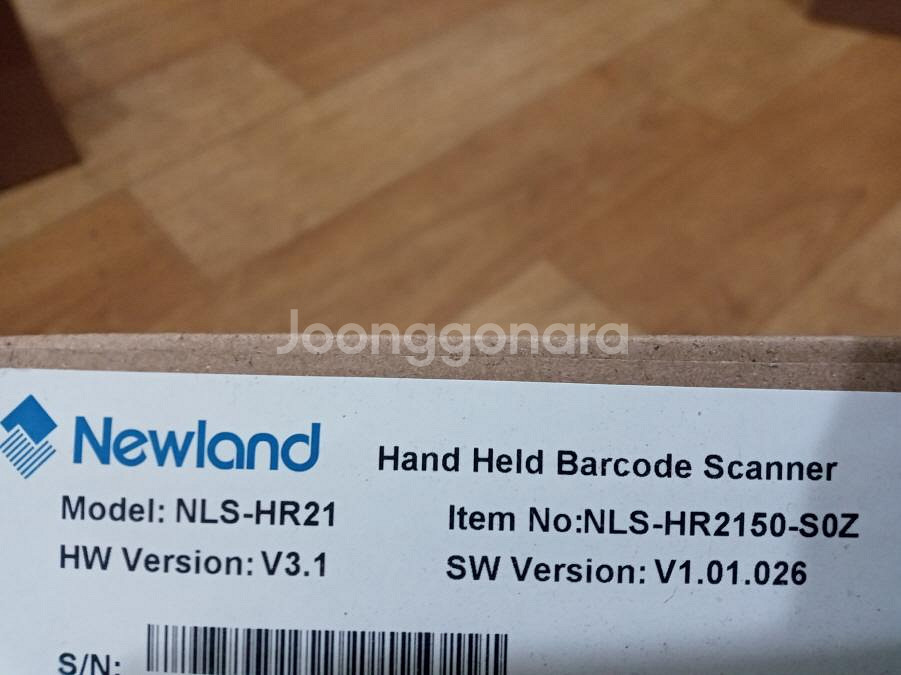 Joonggonara
Newland
Hand Held Barcode Scanner
Model: NLS-HR21
Item No:NLS-HR2150-S0Z
HW Version: V3.1
SW Version: V1.01.026
S/N: